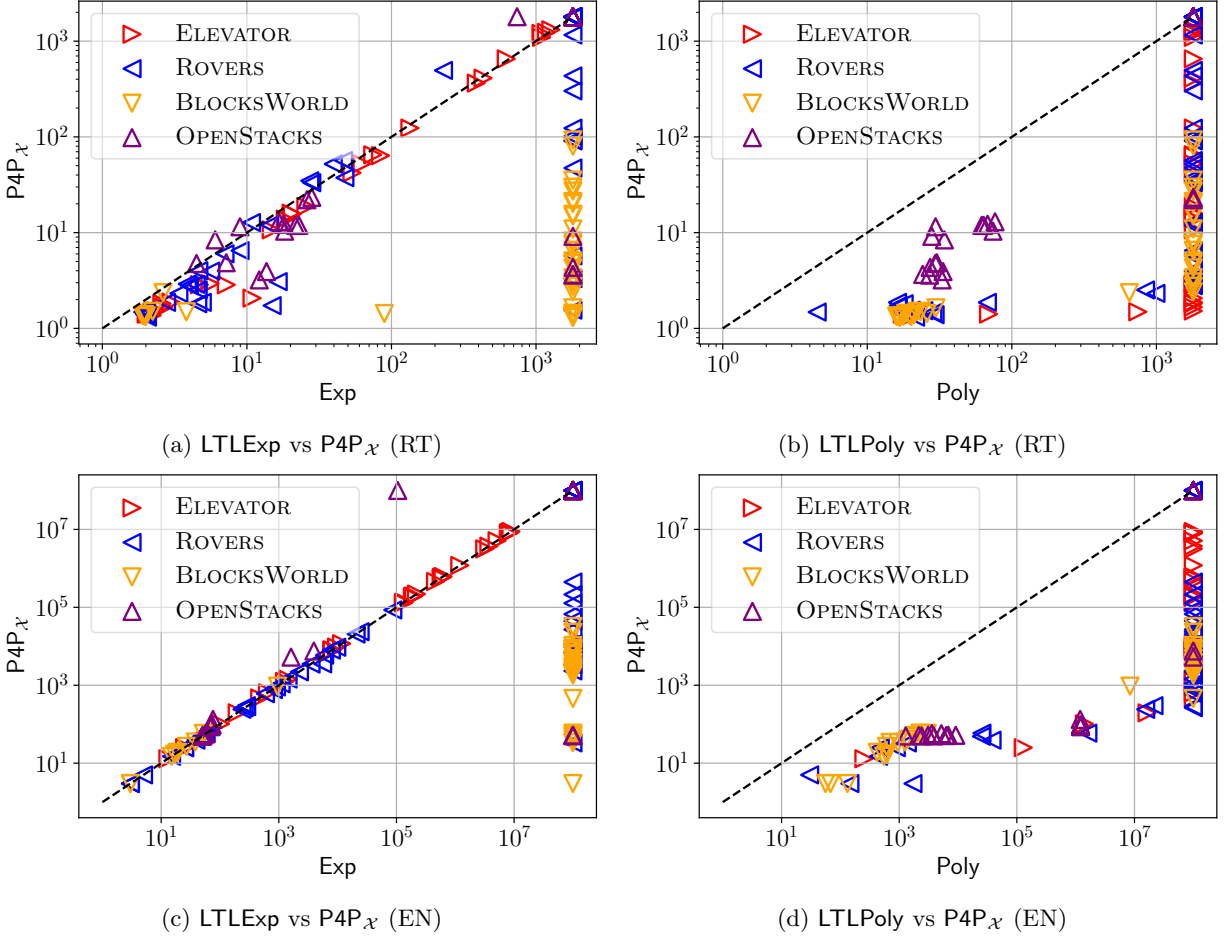 10³
10²
10¹
10⁰
P4P𝒳
ELEVATOR
ROVERS
BLOCKSWORLD
OPENSTACKS
10⁰ 10¹ 10² 10³
Exp
(a) LTLExp vs P4P𝒳 (RT)
10³
10²
10¹
10⁰
P4P𝒳
ELEVATOR
ROVERS
BLOCKSWORLD
OPENSTACKS
10⁰ 10¹ 10² 10³
Poly
(b) LTLPoly vs P4P𝒳 (RT)
10⁷
10⁵
10³
10¹
P4P𝒳
ELEVATOR
ROVERS
BLOCKSWORLD
OPENSTACKS
10¹ 10³ 10⁵ 10⁷
Exp
(c) LTLExp vs P4P𝒳 (EN)
10⁷
10⁵
10³
10¹
P4P𝒳
ELEVATOR
ROVERS
BLOCKSWORLD
OPENSTACKS
10¹ 10³ 10⁵ 10⁷
Poly
(d) LTLPoly vs P4P𝒳 (EN)